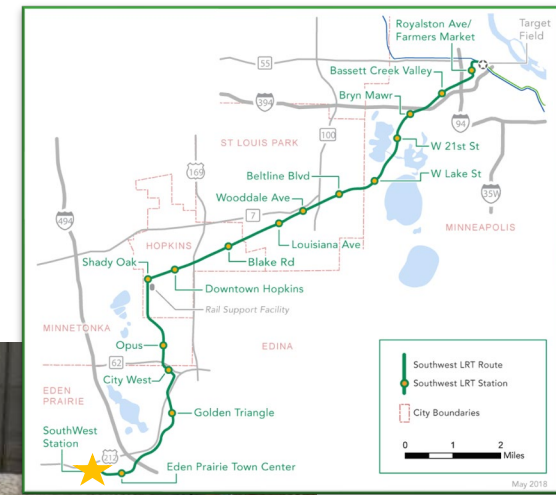 Royalston Ave/
Farmers Market
Target
Field
55
Bassett Creek Valley
394
Bryn Mawr
94
100
ST LOUIS PARK
W 21st St
169
Beltline Blvd
W Lake St
Wooddale Ave
35W
7
494
MINNEAPOLIS
HOPKINS
Louisiana Ave
Shady Oak
Blake Rd
Downtown Hopkins
Rail Support Facility
MINNETONKA
Opus
EDINA
62
City West
EDEN
PRAIRIE
Golden Triangle
SouthWest
Station
212
Eden Prairie Town Center
Southwest LRT Route
Southwest LRT Station
City Boundaries
0 1 2
Miles
May 2018